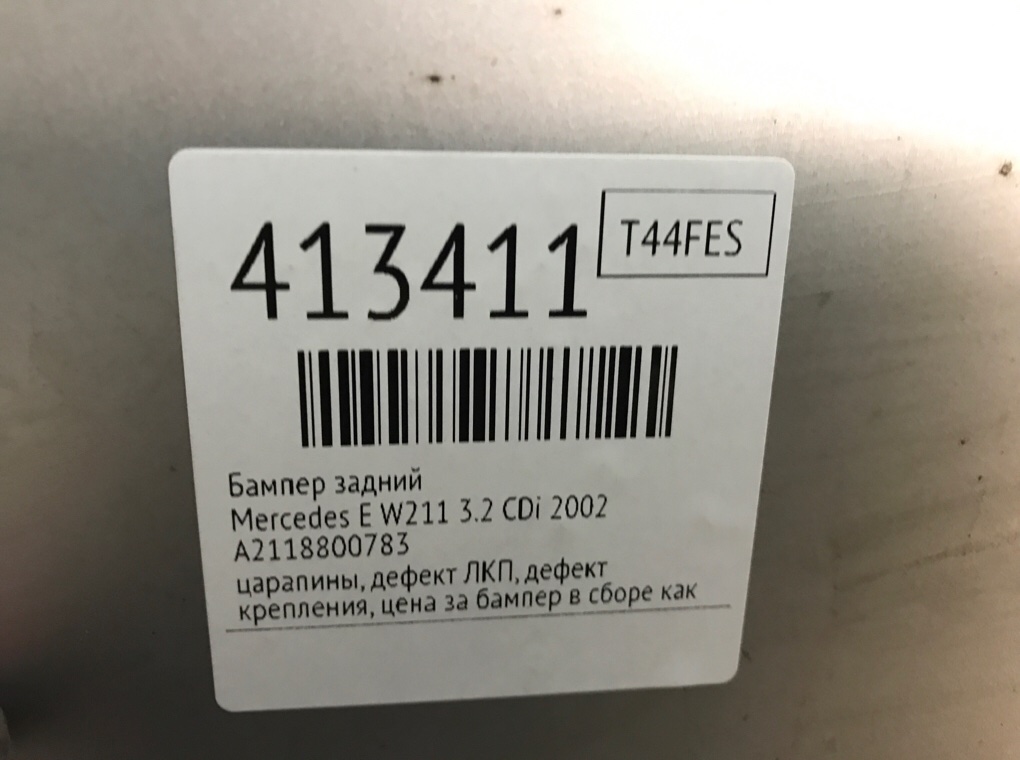 413411
T44FES
Бампер задний
Mercedes E W211 3.2 CDi 2002
A2118800783
царапины, дефект ЛКП, дефект
крепления, цена за бампер в сборе как